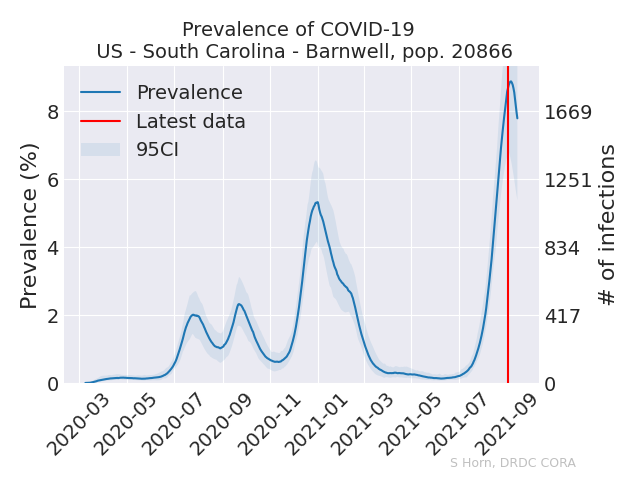 Prevalence of COVID-19
US - South Carolina - Barnwell, pop. 20866
Prevalence
Latest data
95CI
Prevalence (%)
8
6
4
2
0
# of infections
1669
1251
834
417
0
2020-03
2020-05
2020-07
2020-09
2020-11
2021-01
2021-03
2021-05
2021-07
2021-09
S Horn, DRDC CORA